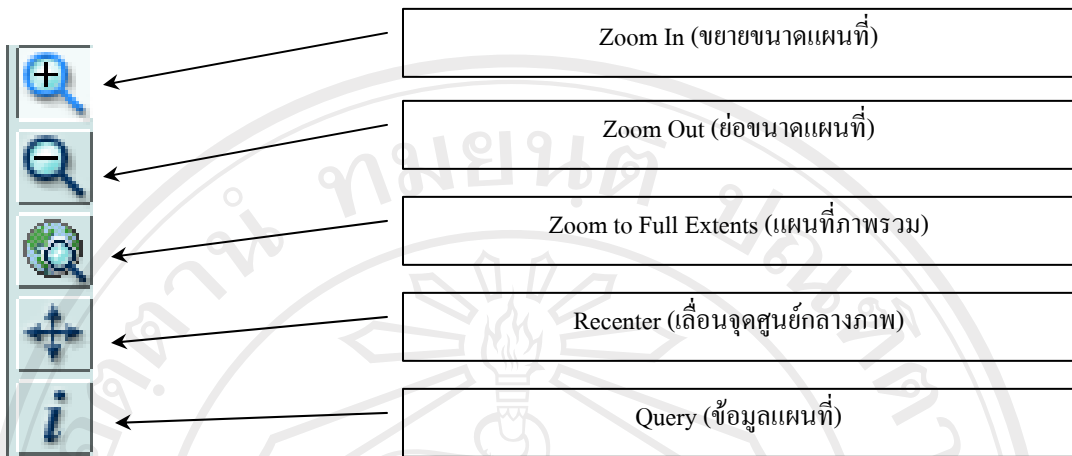 Zoom In (ขยายขนาดแผนที่)
Zoom Out (ย่อขนาดแผนที่)
Zoom to Full Extents (แผนที่ภาพรวม)
Recenter (เลื่อนจุดศูนย์กลางภาพ)
i
Query (ข้อมูลแผนที่)